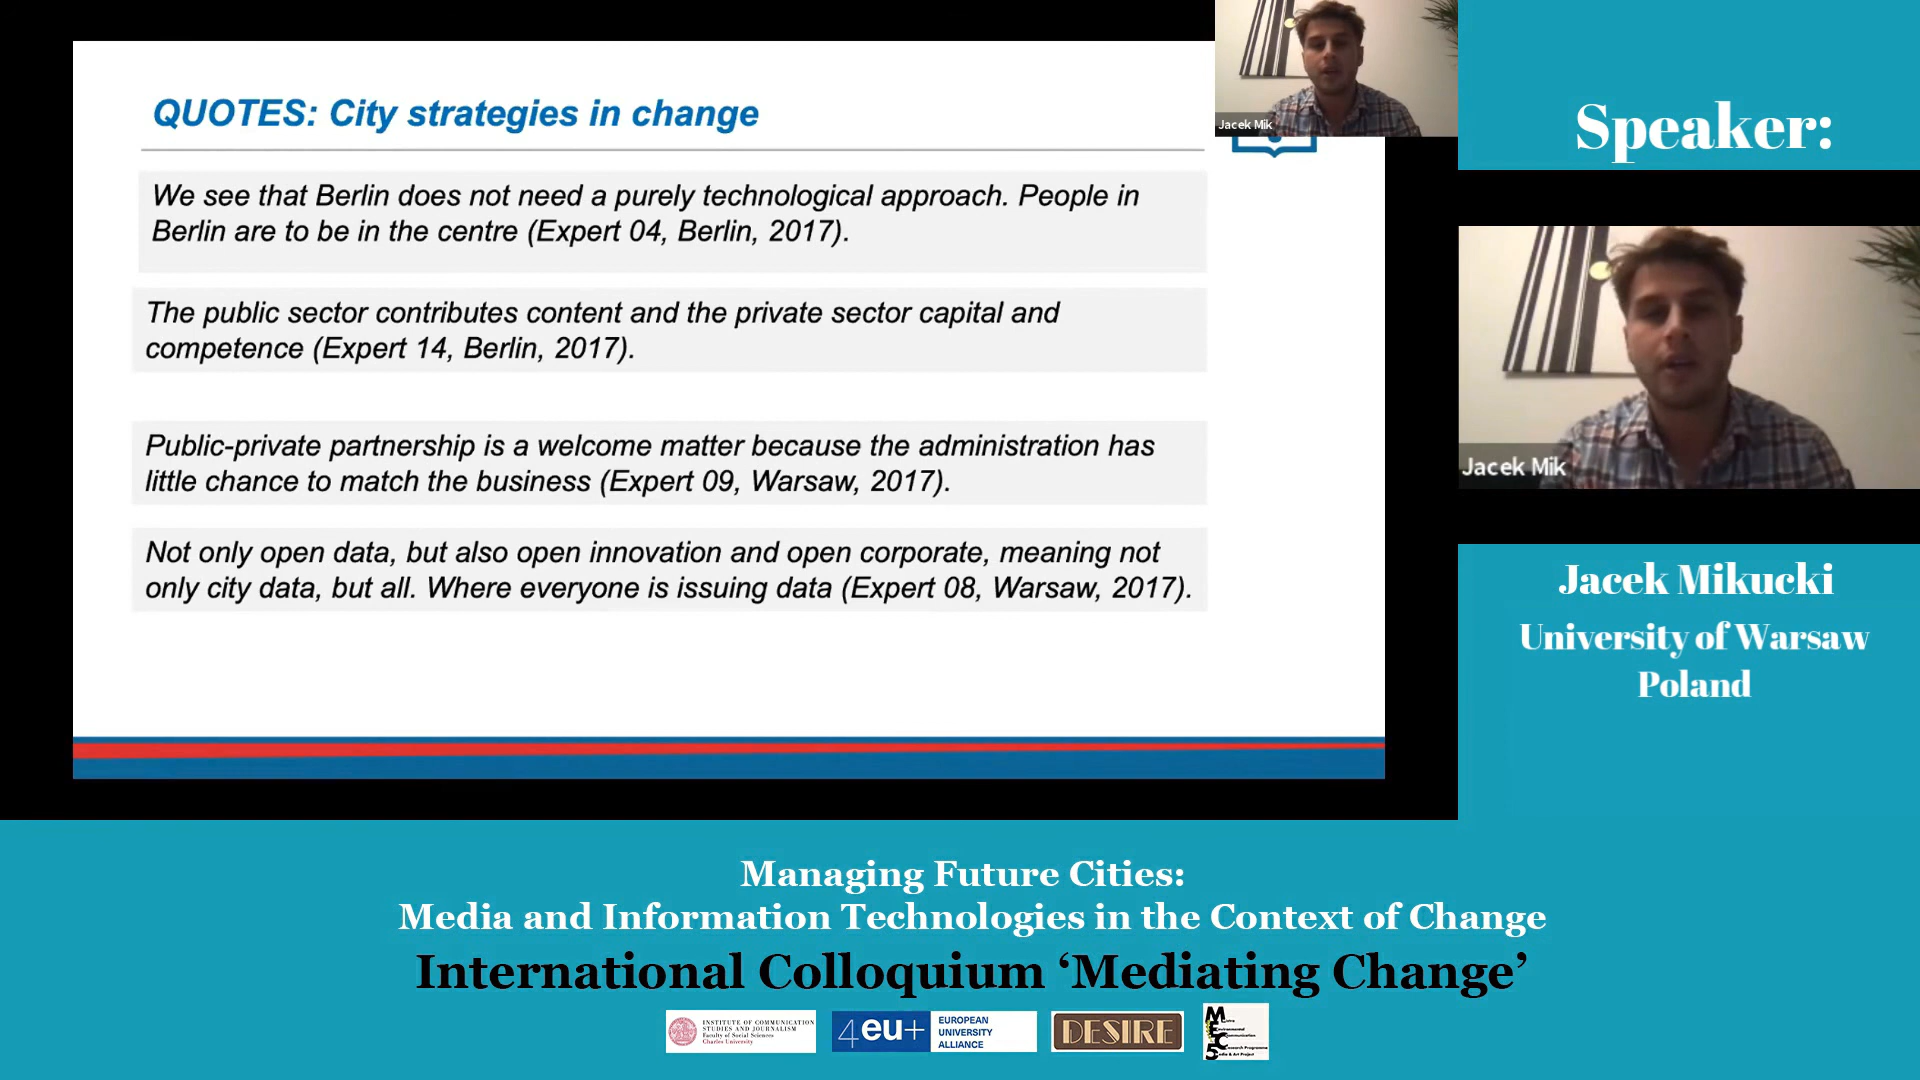 QUOTES: City strategies in change
We see that Berlin does not need a purely technological approach. People in
Berlin are to be in the centre (Expert 04, Berlin, 2017).
The public sector contributes content and the private sector capital and
competence (Expert 14, Berlin, 2017).
Public-private partnership is a welcome matter because the administration has
little chance to match the business (Expert 09, Warsaw, 2017).
Not only open data, but also open innovation and open corporate, meaning not
only city data, but all. Where everyone is issuing data (Expert 08, Warsaw, 2017).
Jacek Mik
Speaker:
Jacek Mik
Jacek Mikucki
University of Warsaw
Poland
Managing Future Cities:
Media and Information Technologies in the Context of Change
International Colloquium ‘Mediating Change’
INSTITUTE OF COMMUNICATION
STUDIES AND JOURNALISM
Faculty of Social Sciences
Charles University
4eu+
EUROPEAN
UNIVERSITY
ALLIANCE
DESIRE